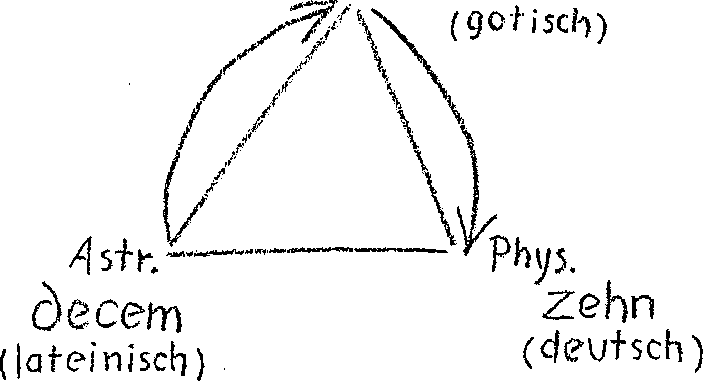 (gotisch)
Astr.
Phys.
decem
zehn
(lateinisch)
(deutsch)